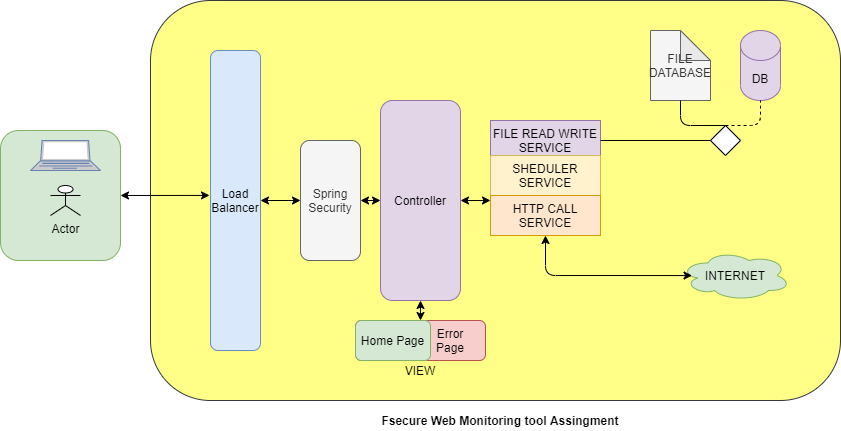 FILE
DATABASE
DB
FILE READ WRITE
SERVICE
SHEDULER
SERVICE
HTTP CALL
SERVICE
Load
Balancer
Spring
Security
Controller
Actor
INTERNET
Home Page
Error
Page
VIEW
Fsecure Web Monitoring tool Assingment